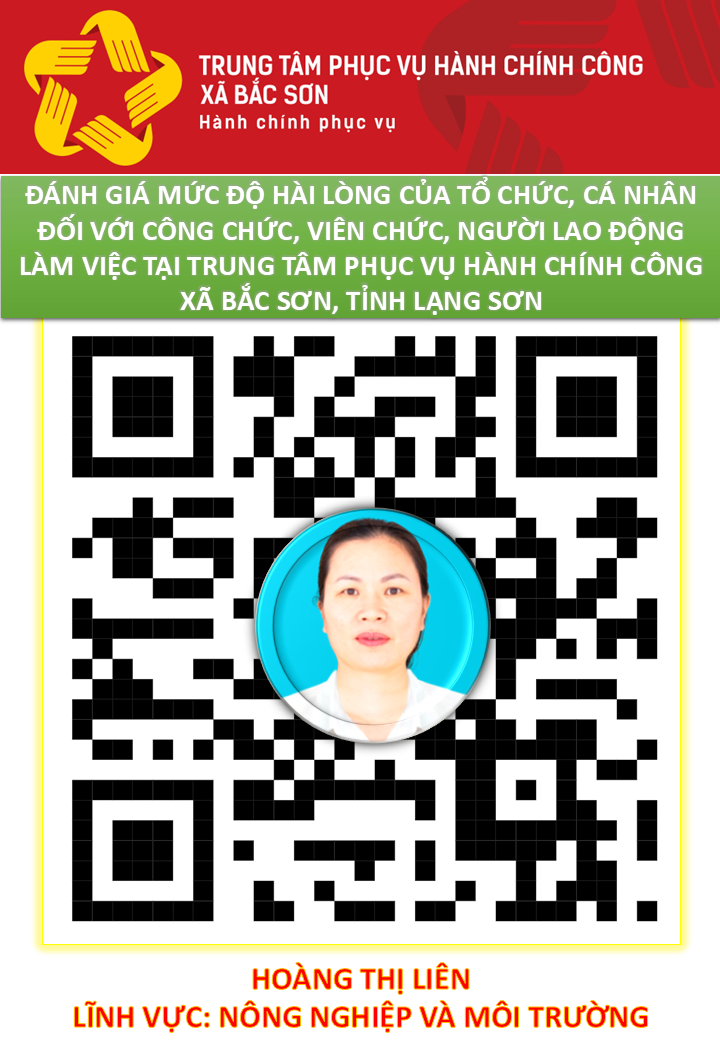 TRUNG TÂM PHỤC VỤ HÀNH CHÍNH CÔNG
XÃ BẮC SƠN
Hành chính phục vụ
ĐÁNH GIÁ MỨC ĐỘ HÀI LÒNG CỦA TỔ CHỨC, CÁ NHÂN
ĐỐI VỚI CÔNG CHỨC, VIÊN CHỨC, NGƯỜI LAO ĐỘNG
LÀM VIỆC TẠI TRUNG TÂM PHỤC VỤ HÀNH CHÍNH CÔNG
XÃ BẮC SƠN, TỈNH LẠNG SƠN
HOÀNG THỊ LIÊN
LĨNH VỰC: NÔNG NGHIỆP VÀ MÔI TRƯỜNG